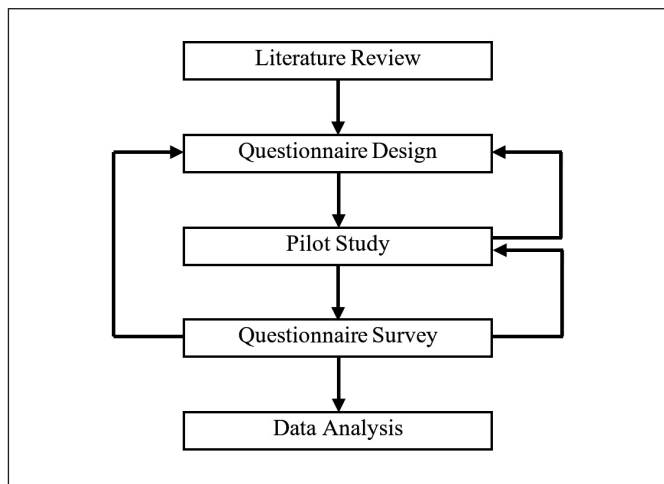 Literature Review
Questionnaire Design
Pilot Study
Questionnaire Survey
Data Analysis